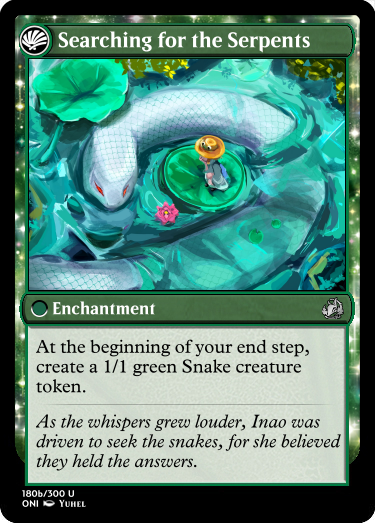 Searching for the Serpents
Enchantment
At the beginning of your end step,
create a 1/1 green Snake creature
token.
As the whispers grew louder, Inao was
driven to seek the snakes, for she believed
they held the answers.
180b/300 U
ONI Yuhel